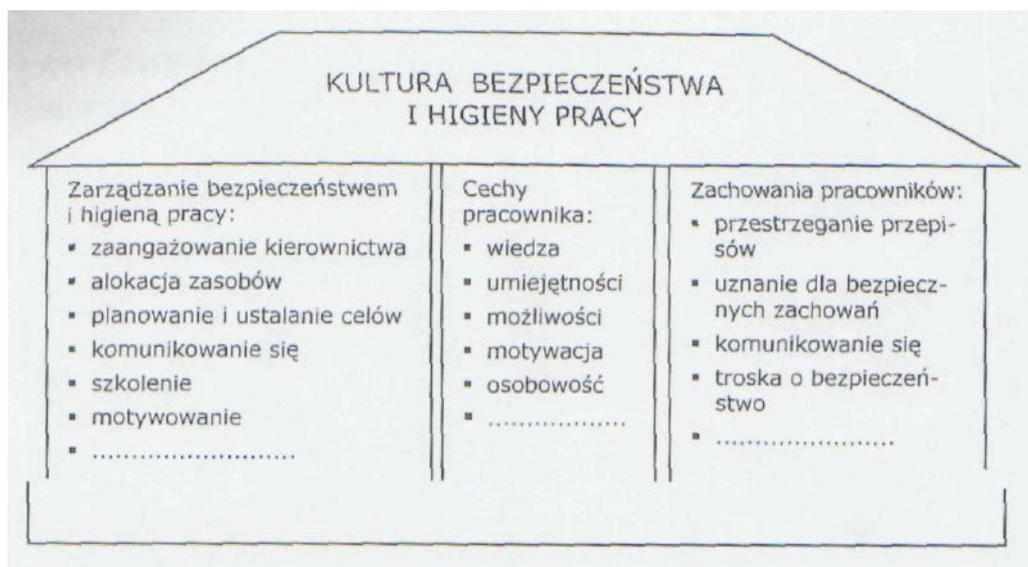 KULTURA BEZPIECZEŃSTWA
I HIGIENY PRACY
Zarządzanie bezpieczeństwem
i higieną pracy:
▪ zaangażowanie kierownictwa
▪ alokacja zasobów
▪ planowanie i ustalanie celów
▪ komunikowanie się
▪ szkolenie
▪ motywowanie
▪ ...........................
Cechy
pracownika:
▪ wiedza
▪ umiejętności
▪ możliwości
▪ motywacja
▪ osobowość
▪ ..................
Zachowania pracowników:
▪ przestrzeganie przepi-
sów
▪ uznanie dla bezpiecz-
nych zachowań
▪ komunikowanie się
▪ troska o bezpieczeń-
stwo
▪ .......................